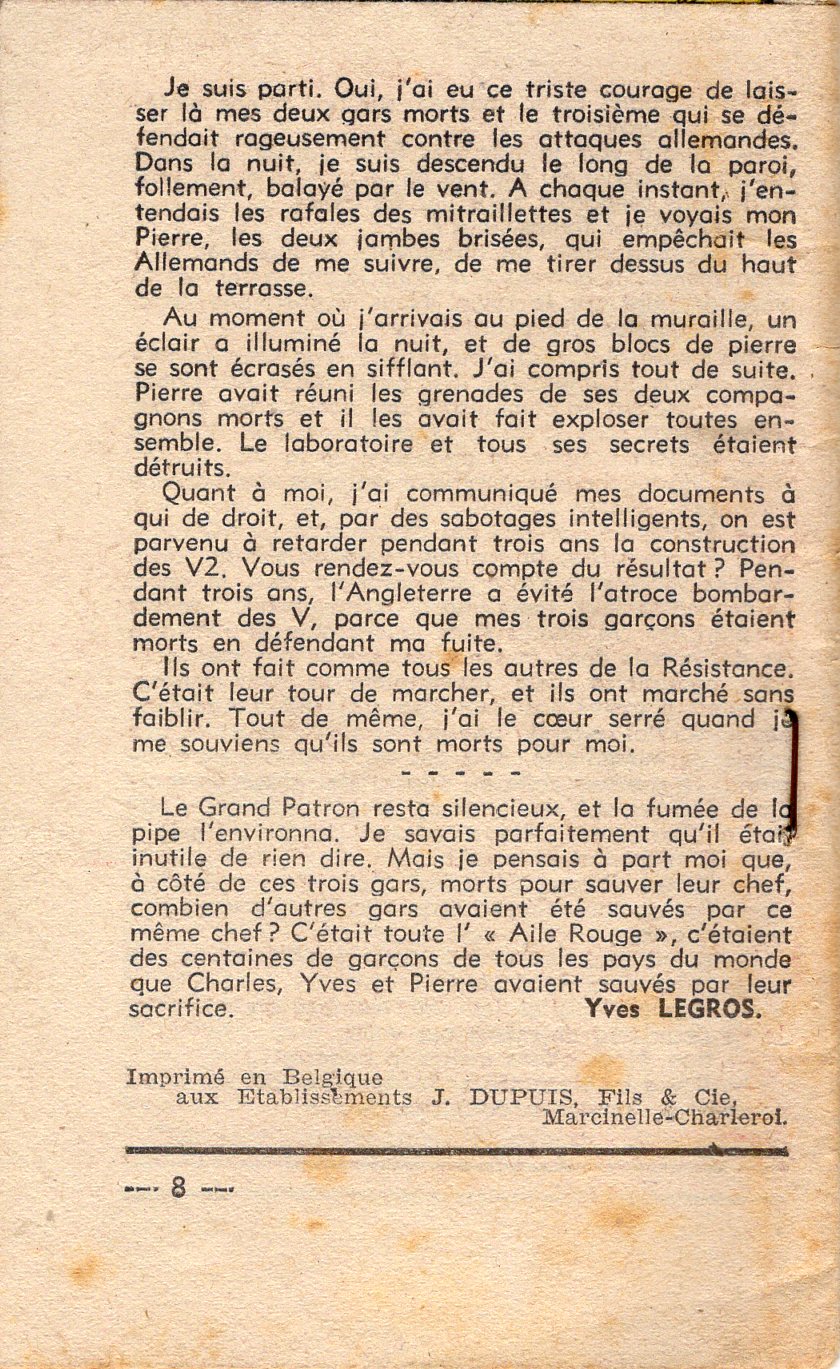 Je suis parti. Oui, j'ai eu ce triste courage de lais-
ser là mes deux gars morts et le troisième qui se dé-
fendait rageusement contre les attaques allemandes.
Dans la nuit, je suis descendu le long de la paroi,
follement, balayé par le vent. A chaque instant, j'en-
tendais les rafales des mitraillettes et je voyais mon
Pierre, les deux jambes brisées, qui empêchait les
Allemands de me suivre, de me tirer dessus du haut
de la terrasse.
Au moment où j'arrivais au pied de la muraille, un
éclair a illuminé la nuit, et de gros blocs de pierre
se sont écrasés en sifflant. J'ai compris tout de suite.
Pierre avait réuni les grenades de ses deux compa-
gnons morts et il les avait fait exploser toutes en-
semble. Le laboratoire et tous ses secrets étaient
détruits.
Quant à moi, j'ai communiqué mes documents à
qui de droit, et, par des sabotages intelligents, on est
parvenu à retarder pendant trois ans la construction
des V2. Vous rendez-vous compte du résultat ? Pen-
dant trois ans, l'Angleterre a évité l'atroce bombar-
dement des V, parce que mes trois garçons étaient
morts en défendant ma fuite.
Ils ont fait comme tous les autres de la Résistance.
C'était leur tour de marcher, et ils ont marché sans
faiblir. Tout de même, j'ai le cœur serré quand je
me souviens qu'ils sont morts pour moi.
- - - - -
Le Grand Patron resta silencieux, et la fumée de la
pipe l'environna. Je savais parfaitement qu'il était
inutile de rien dire. Mais je pensais à part moi que,
à côté de ces trois gars, morts pour sauver leur chef,
combien d'autres gars avaient été sauvés par ce
même chef ? C'était toute l' « Aile Rouge », c'étaient
des centaines de garçons de tous les pays du monde
que Charles, Yves et Pierre avaient sauvés par leur
sacrifice. Yves LEGROS.
Imprimé en Belgique
aux Etablissements J. DUPUIS, Fils & Cie,
Marcinelle-Charleroi.
— 8 —